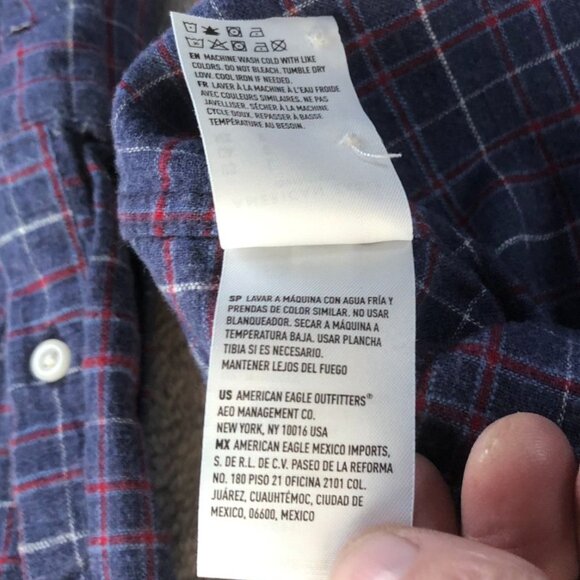 EN MACHINE WASH COLD WITH LIKE
COLORS. DO NOT BLEACH. TUMBLE DRY
LOW. COOL IRON IF NEEDED.
FR LAVER À LA MACHINE À L'EAU FROIDE
AVEC COULEURS SIMILAIRES. NE PAS
JAVELLISER. SÉCHER À LA MACHINE
CYCLE DOUX. REPASSER À BASSE
TEMPÉRATURE AU BESOIN.
SP LAVAR A MÁQUINA CON AGUA FRÍA Y
PRENDAS DE COLOR SIMILAR. NO USAR
BLANQUEADOR. SECAR A MÁQUINA A
TEMPERATURA BAJA. USAR PLANCHA
TIBIA SI ES NECESARIO.
MANTENER LEJOS DEL FUEGO
US AMERICAN EAGLE OUTFITTERS®
AEO MANAGEMENT CO.
NEW YORK, NY 10016 USA
MX AMERICAN EAGLE MEXICO IMPORTS,
S. DE R.L. DE C.V. PASEO DE LA REFORMA
NO. 180 PISO 21 OFICINA 2101 COL.
JUÁREZ, CUAUHTÉMOC, CIUDAD DE
MEXICO, 06600, MEXICO